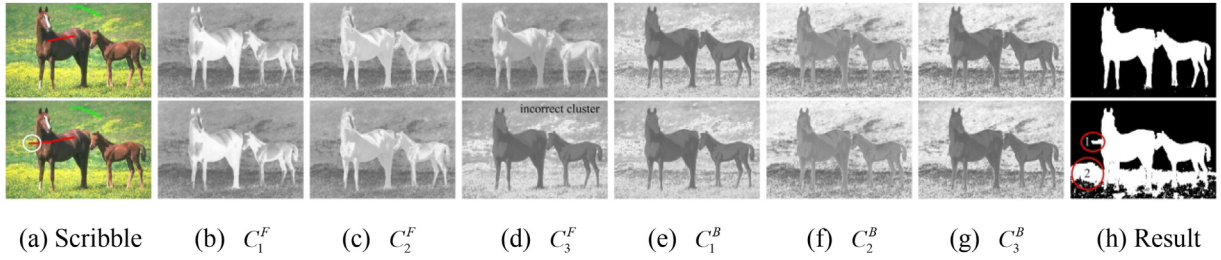 incorrect cluster
1
2
(a) Scribble (b) $C_1^F$ (c) $C_2^F$ (d) $C_3^F$ (e) $C_1^B$ (f) $C_2^B$ (g) $C_3^B$ (h) Result